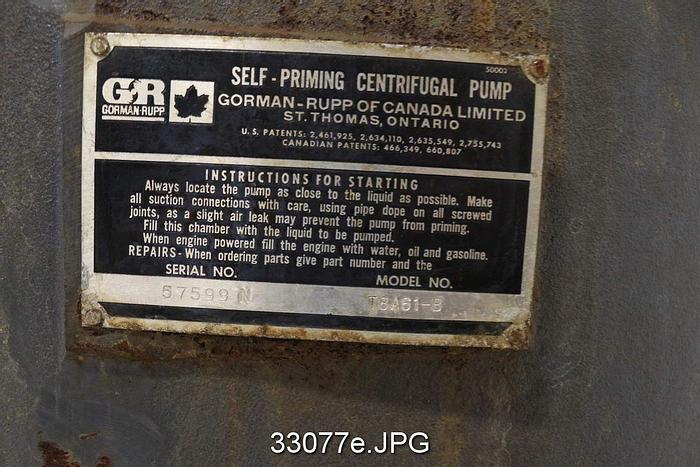 50002
SELF-PRIMING CENTRIFUGAL PUMP
G-R
GORMAN-RUPP
GORMAN-RUPP OF CANADA LIMITED
ST. THOMAS, ONTARIO
U.S. PATENTS: 2,461,925, 2,634,110, 2,635,549, 2,755,743
CANADIAN PATENTS: 466,349, 660,807
INSTRUCTIONS FOR STARTING
Always locate the pump as close to the liquid as possible. Make
all suction connections with care, using pipe dope on all screwed
joints, as a slight air leak may prevent the pump from priming.
Fill this chamber with the liquid to be pumped.
When engine powered fill the engine with water, oil and gasoline.
REPAIRS-When ordering parts give part number and the
SERIAL NO. MODEL NO.
57599 N T8A61-B
33077e.JPG